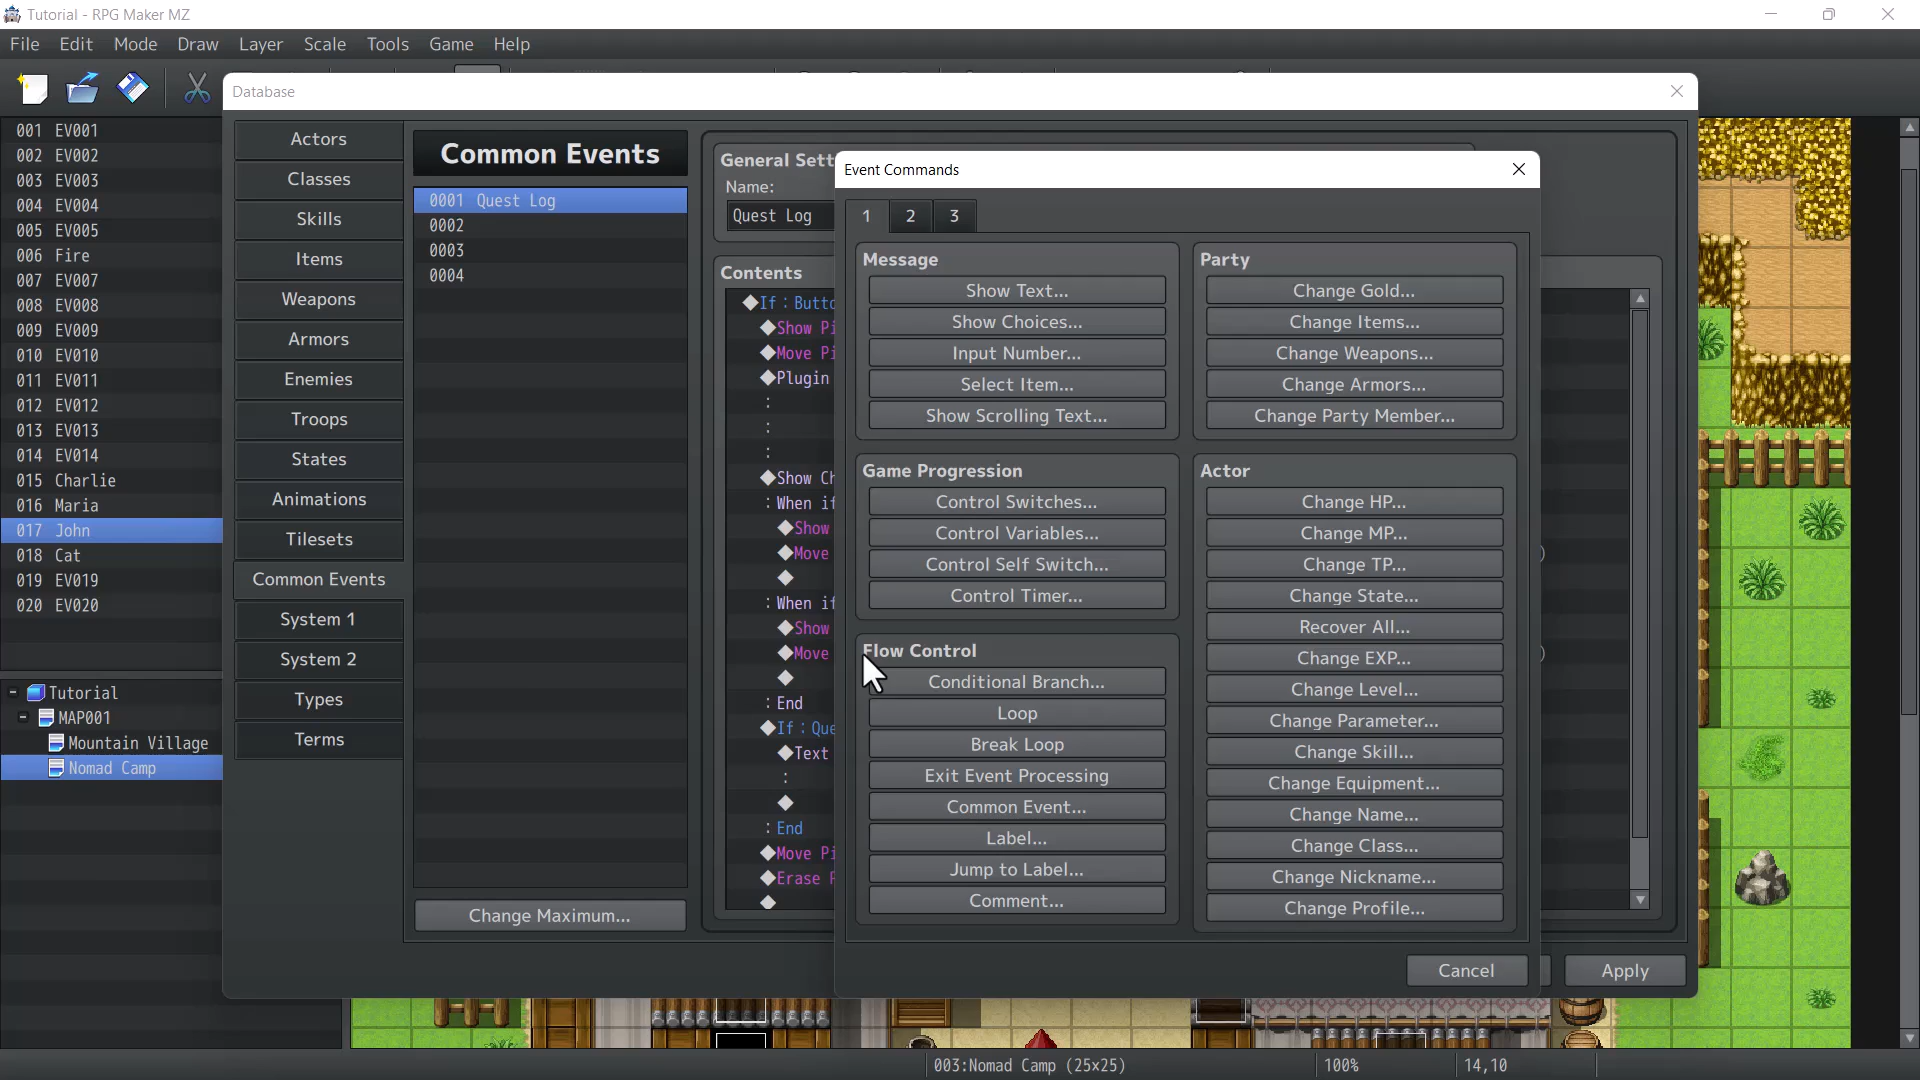 Tutorial - RPG Maker MZ
File Edit Mode Draw Layer Scale Tools Game Help
001 EV001
002 EV002
003 EV003
004 EV004
005 EV005
006 Fire
007 EV007
008 EV008
009 EV009
010 EV010
011 EV011
012 EV012
013 EV013
014 EV014
015 Charlie
016 Maria
017 John
018 Cat
019 EV019
020 EV020
Tutorial
MAP001
Mountain Village
Nomad Camp
Database
Actors
Classes
Skills
Items
Weapons
Armors
Enemies
Troops
States
Animations
Tilesets
Common Events
System 1
System 2
Types
Terms
Common Events
0001 Quest Log
0002
0003
0004
Change Maximum...
General Sett
Name:
Quest Log
Contents
◆If : Butto
◆Show Pi
◆Move Pi
◆Plugin
:
:
:
◆Show Ch
: When if
◆Show
◆Move )
◆
: When if
◆Show
◆Move )
◆
: End
◆If : Que
◆Text
:
◆
: End
◆Move Pi
◆Erase P
◆
Event Commands
1 2 3
Message
Show Text...
Show Choices...
Input Number...
Select Item...
Show Scrolling Text...
Game Progression
Control Switches...
Control Variables...
Control Self Switch...
Control Timer...
Flow Control
Conditional Branch...
Loop
Break Loop
Exit Event Processing
Common Event...
Label...
Jump to Label...
Comment...
Party
Change Gold...
Change Items...
Change Weapons...
Change Armors...
Change Party Member...
Actor
Change HP...
Change MP...
Change TP...
Change State...
Recover All...
Change EXP...
Change Level...
Change Parameter...
Change Skill...
Change Equipment...
Change Name...
Change Class...
Change Nickname...
Change Profile...
Cancel
Apply
003:Nomad Camp (25x25) 100% 14,10